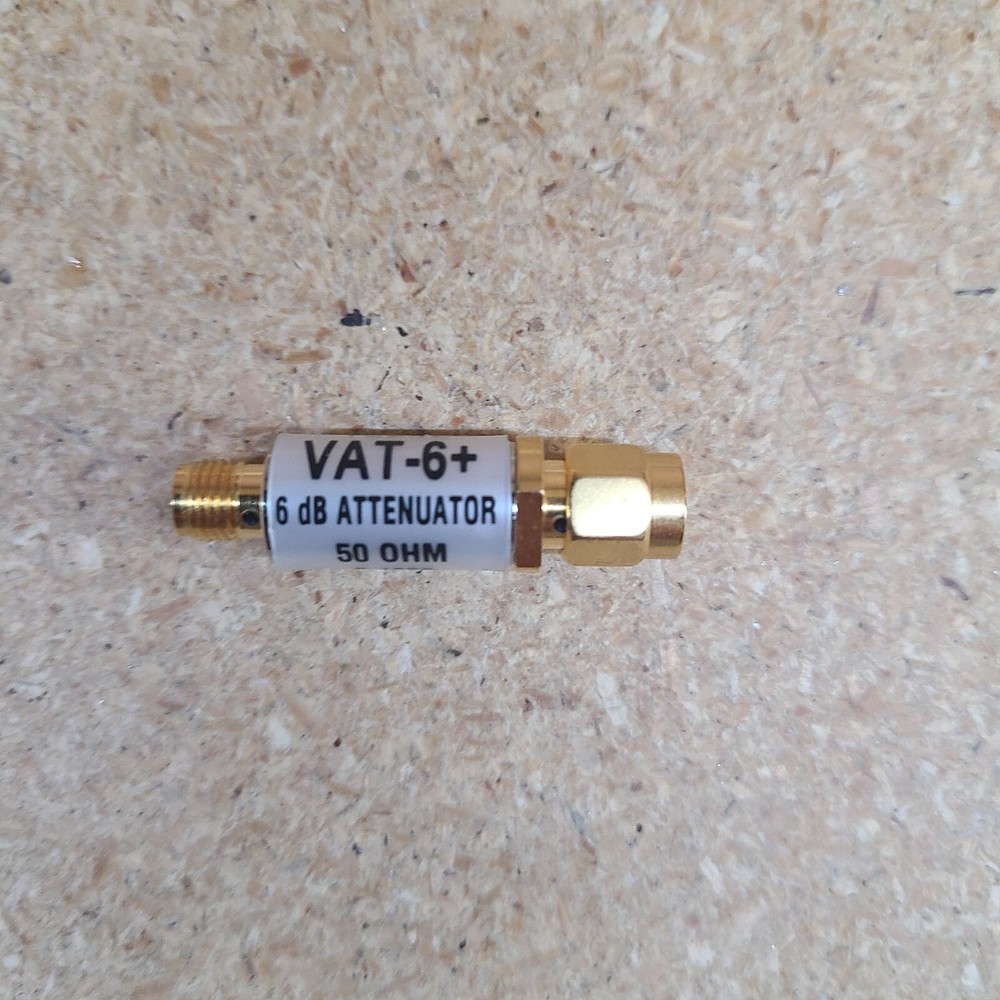 VAT-6+
6 dB ATTENUATOR
50 OHM